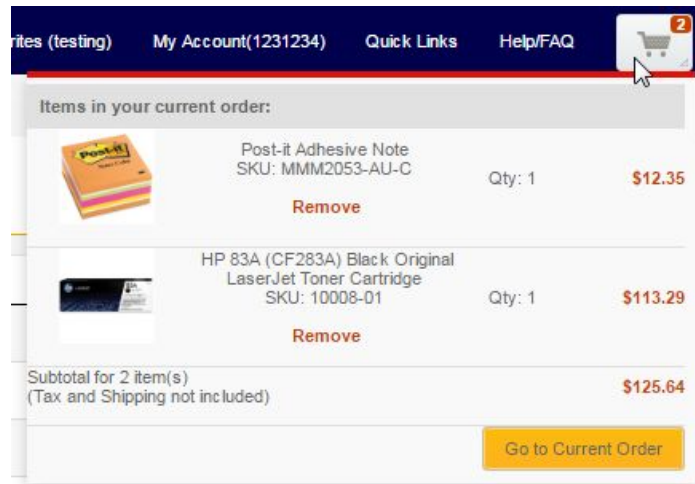 rites (testing) My Account(1231234) Quick Links Help/FAQ 2
Items in your current order:
Post-it
Post-it Adhesive Note
SKU: MMM2053-AU-C
Qty: 1 $12.35
Remove
HP 83A (CF283A) Black Original
LaserJet Toner Cartridge
SKU: 10008-01
Qty: 1 $113.29
Remove
Subtotal for 2 item(s)
(Tax and Shipping not included)
$125.64
Go to Current Order